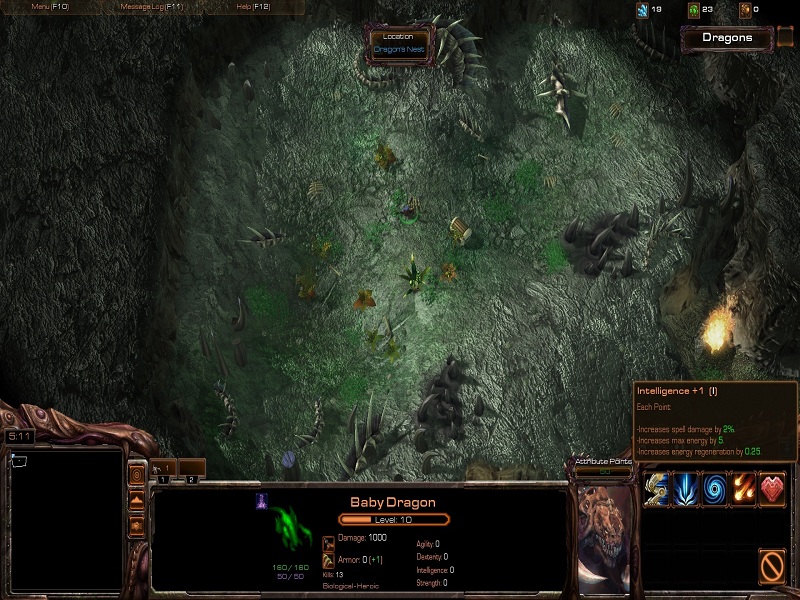 Menu (F10)
Message Log (F11)
Help (F12)
19
23
0
Location
Dragon's Nest
Dragons
Intelligence +1 (I)
Each Point:
-Increases spell damage by 2%.
-Increases max energy by 5.
-Increases energy regeneration by 0.25.
5:11
1
1
2
Attribute Points
Baby Dragon
Level: 10
Damage: 1000
Armor: 0 (+1)
Kills: 13
Biological-Heroic
160/160
50/50
Agility: 0
Dexterity: 0
Intelligence: 0
Strength: 0